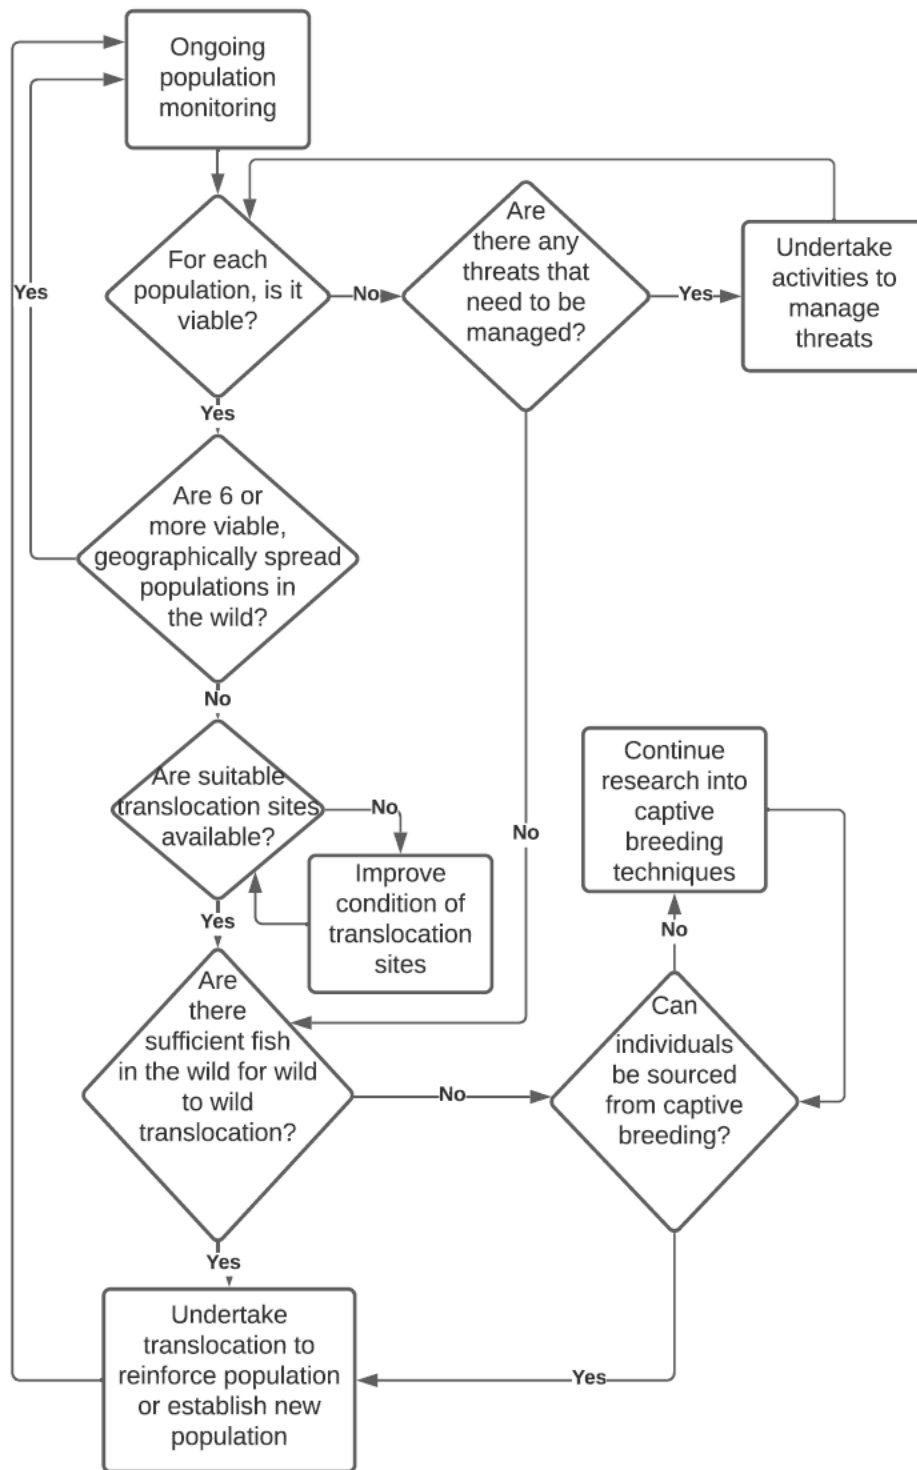 Ongoing
population
monitoring
Are
there any
threats that
need to be
managed?
Undertake
activities to
manage
threats
For each
population, is it
viable?
No
Yes
Yes
Yes
Are 6 or
more viable,
geographically spread
populations in
the wild?
No
Are suitable
translocation sites
available?
No
Continue
research into
captive
breeding
techniques
No
Improve
condition of
translocation
sites
Yes
No
Are
there
sufficient fish
in the wild for wild
to wild
translocation?
No
Can
individuals
be sourced
from captive
breeding?
Yes
Undertake
translocation to
reinforce population
or establish new
population
Yes